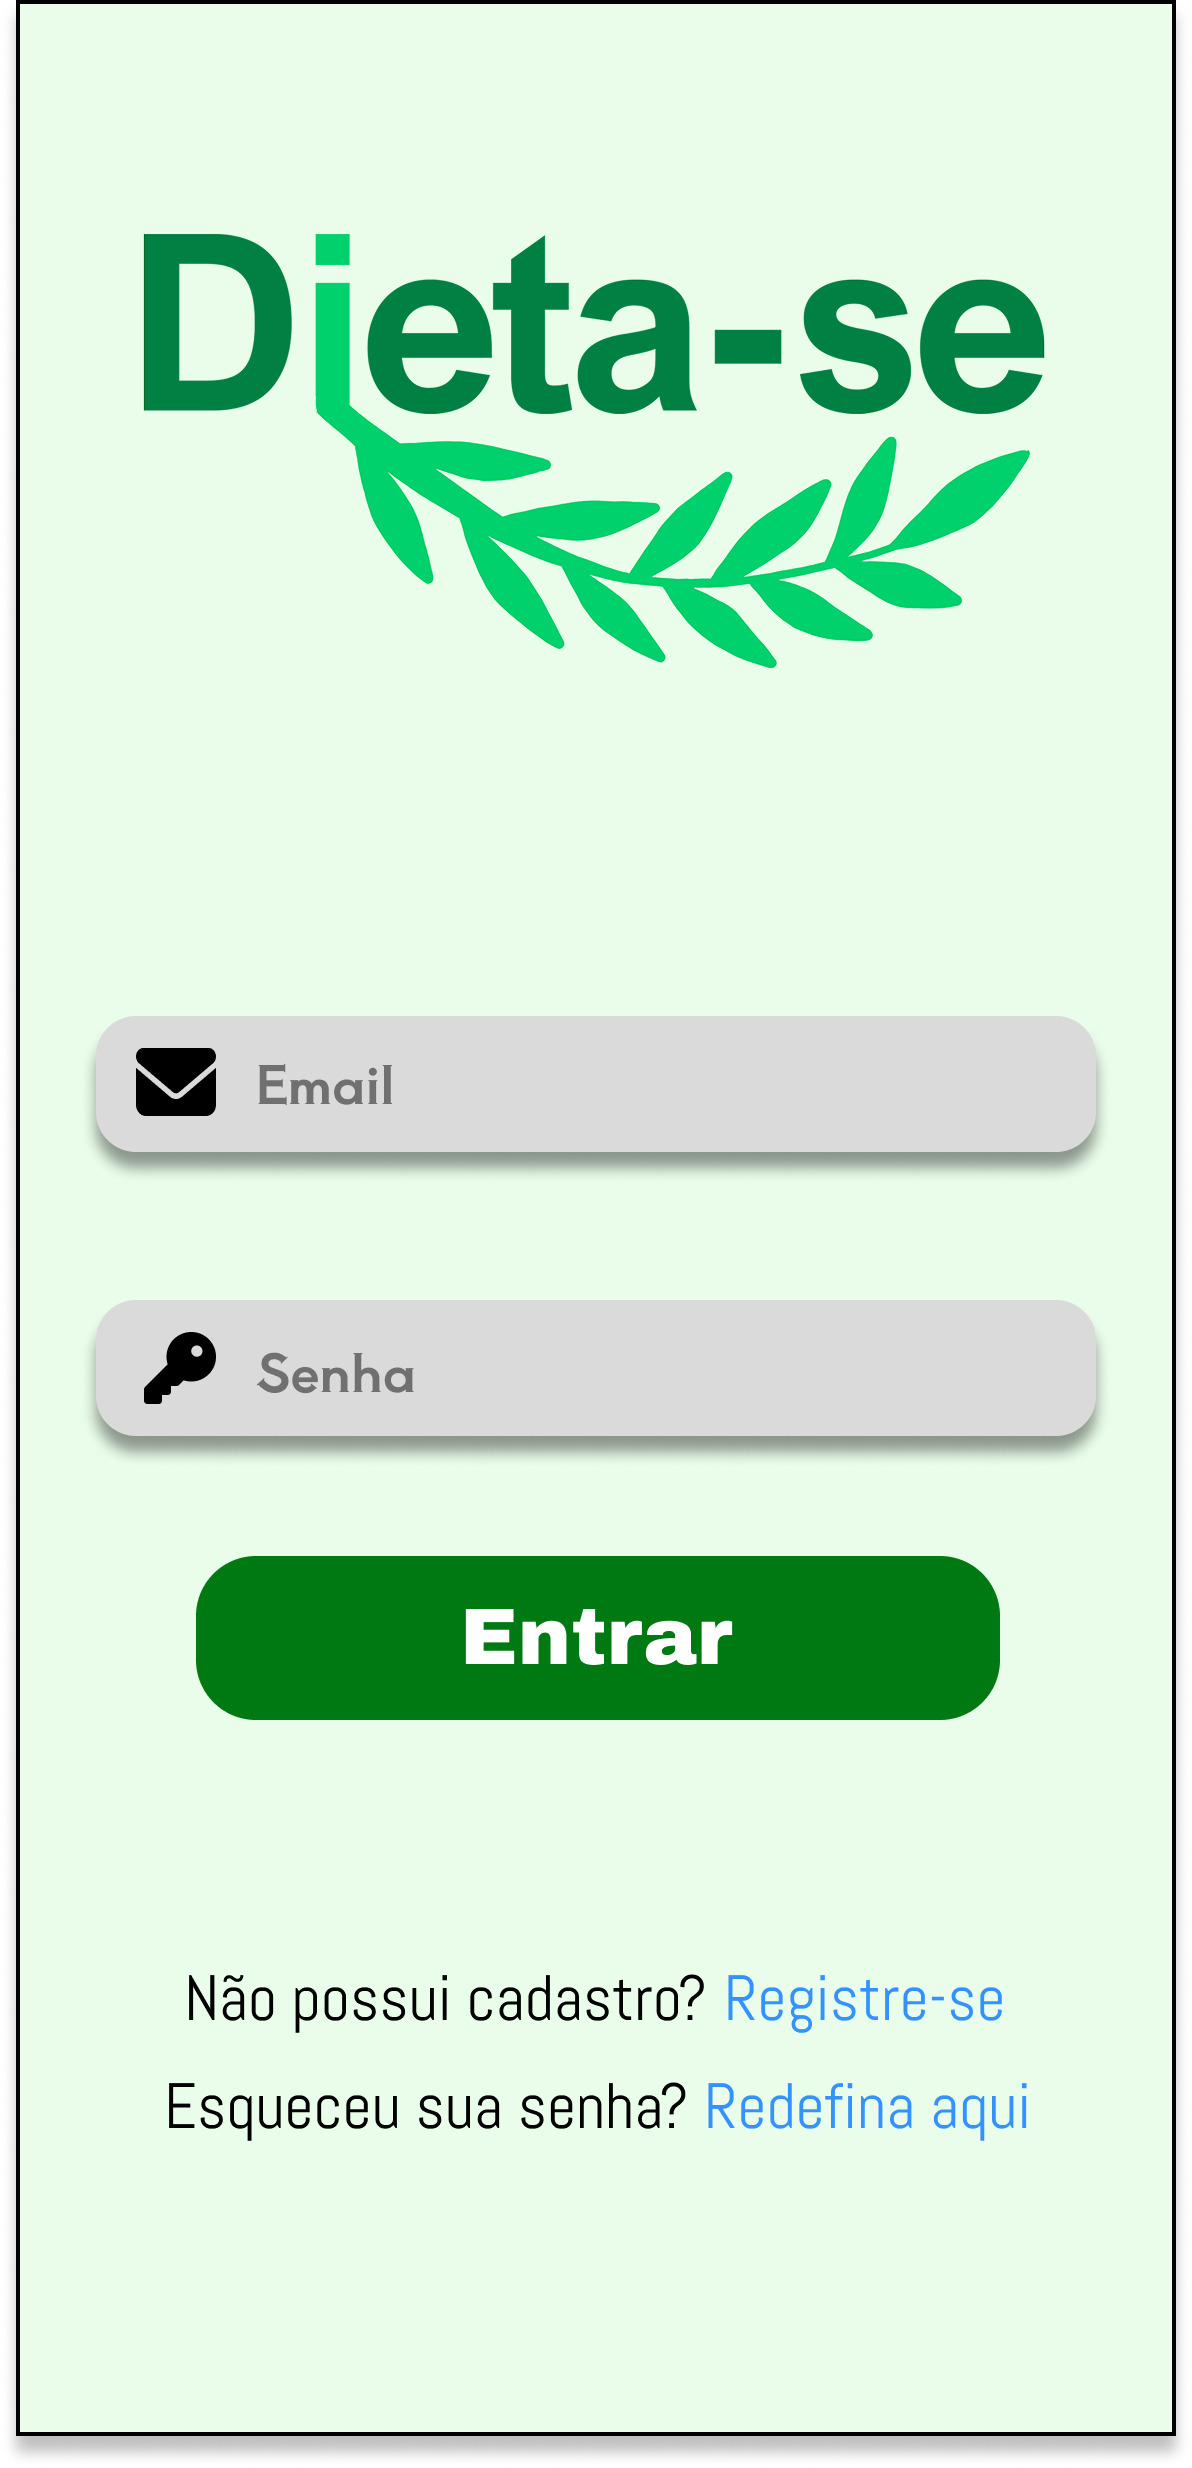 Dieta-se
Email
Senha
Entrar
Não possui cadastro? Registre-se
Esqueceu sua senha? Redefina aqui